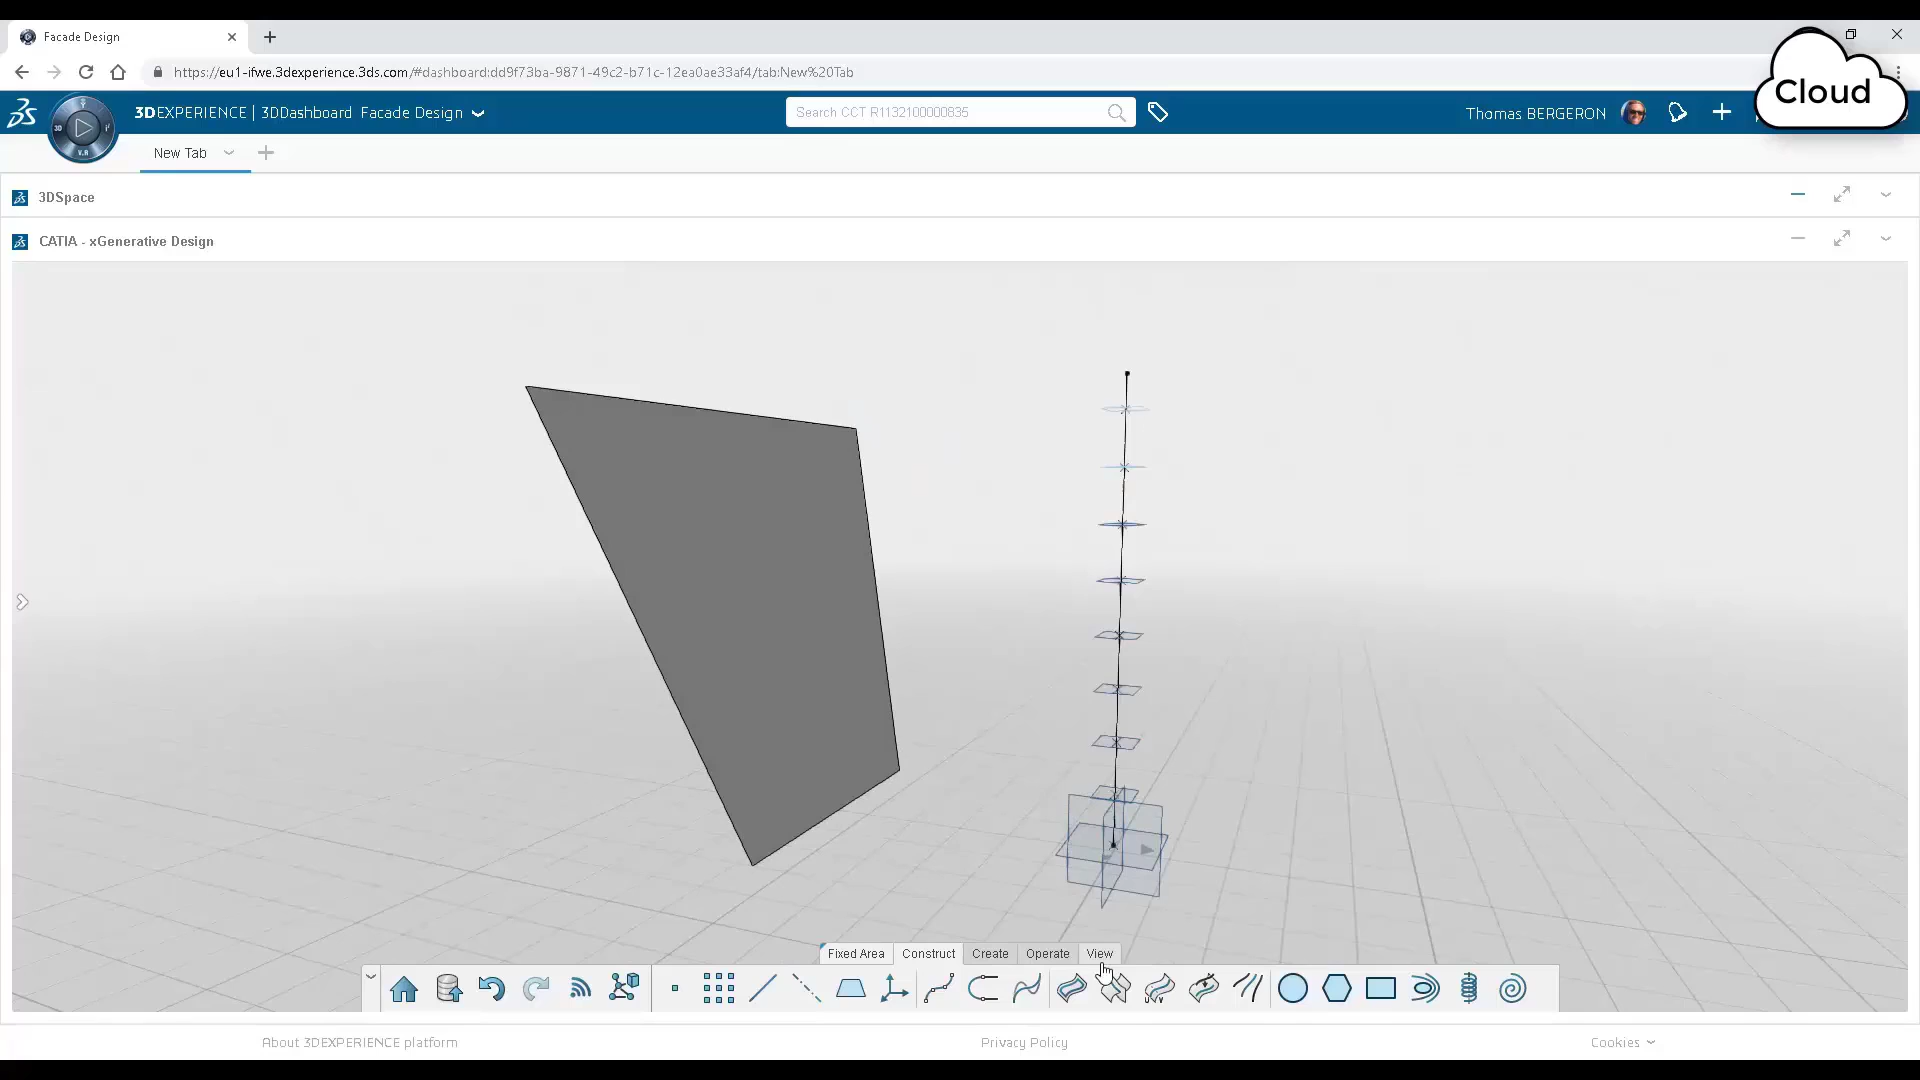 Facade Design
https://eu1-ifwe.3dexperience.3ds.com/#dashboard:dd9f73ba-9871-49c2-b71c-12ea0ae33af4/tab:New%20Tab
Cloud
3DEXPERIENCE | 3DDashboard Facade Design
Search CCT R1132100000835
Thomas BERGERON
3D
V.R
New Tab
3DSpace
CATIA - xGenerative Design
Fixed Area
Construct
Create
Operate
View
About 3DEXPERIENCE platform
Privacy Policy
Cookies